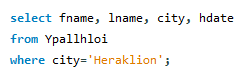 select fname, lname, city, hdate
from Ypallhloi
where city='Heraklion';